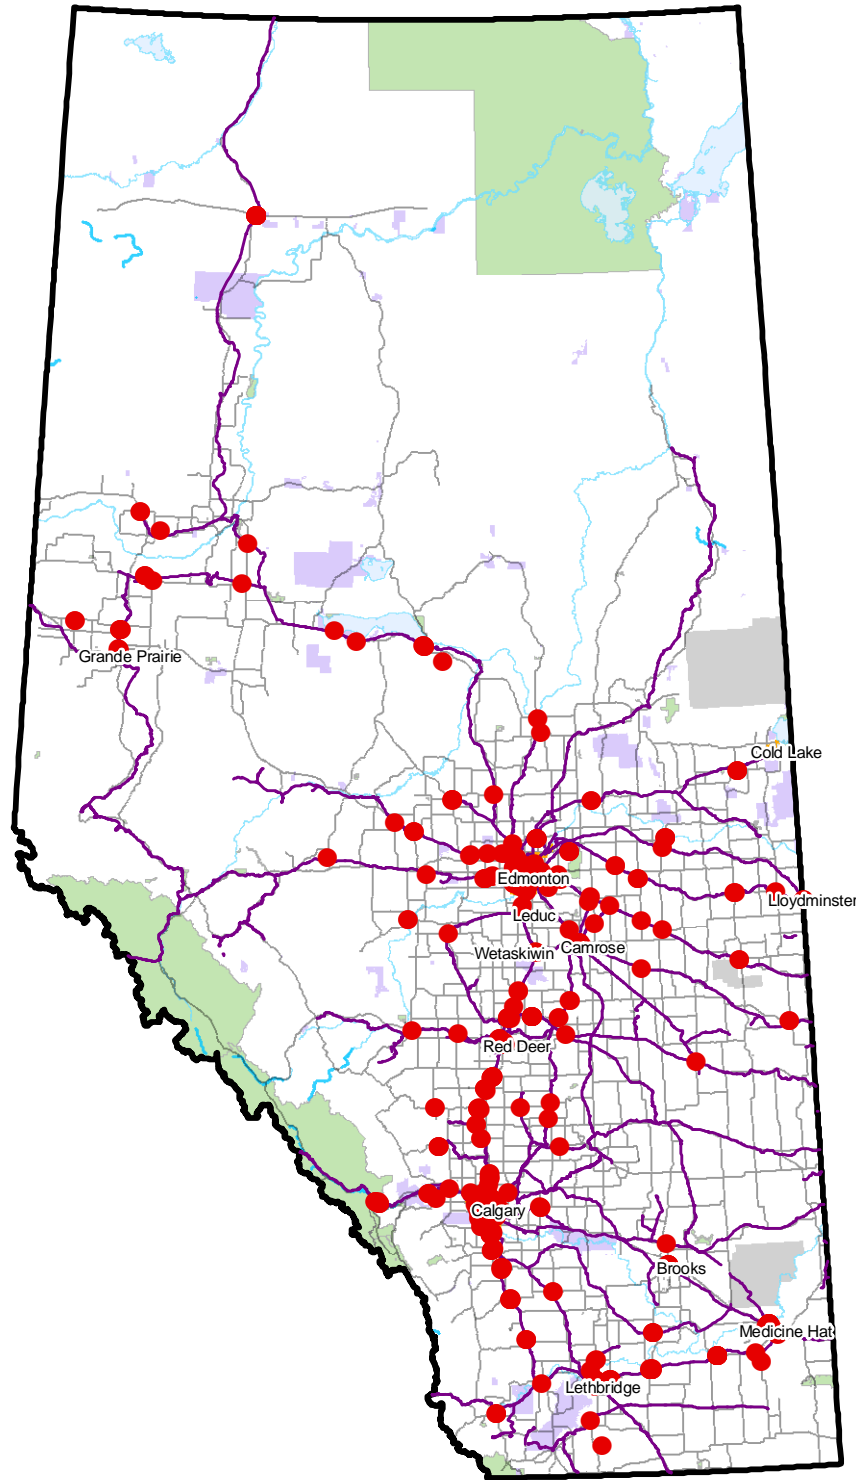 Grande Prairie
Cold Lake
Edmonton
Lloydminster
Leduc
Wetaskiwin
Camrose
Red Deer
Calgary
Brooks
Medicine Hat
Lethbridge